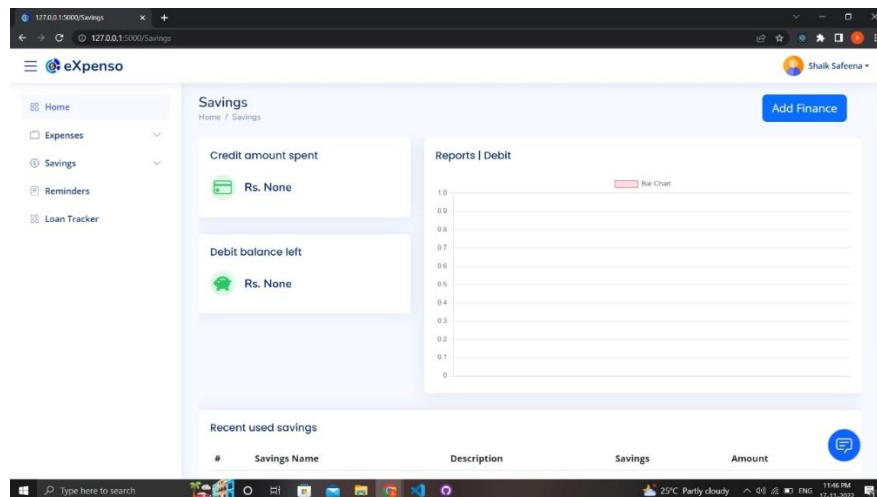 127.0.0.1:5000/Savings
127.0.0.1:5000/Savings
eXpenso
Shaik Safeena
Home
Expenses
Savings
Reminders
Loan Tracker
Savings
Home / Savings
Add Finance
Credit amount spent
Rs. None
Debit balance left
Rs. None
Reports | Debit
Bar Chart
1.0
0.9
0.8
0.7
0.6
0.5
0.4
0.3
0.2
0.1
0
Recent used savings
# Savings Name Description Savings Amount
Type here to search
25°C Partly cloudy ENG 11:46 PM
17-11-2022